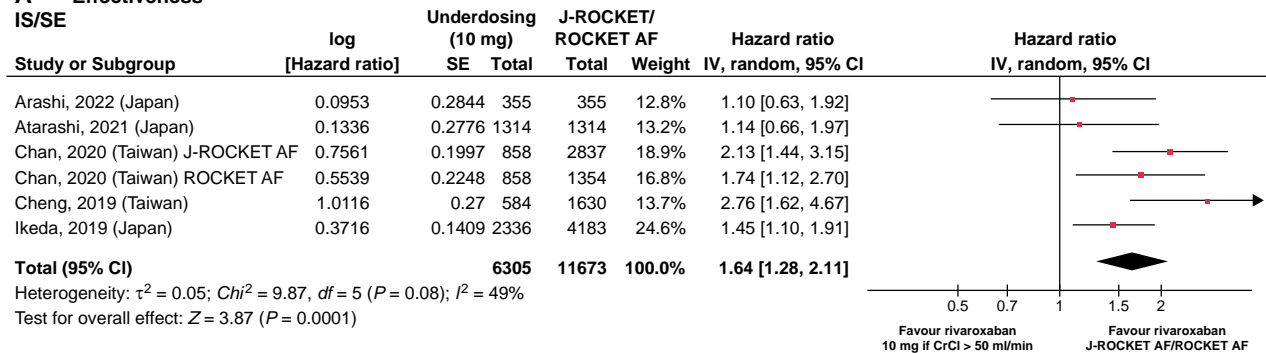 A Effectiveness
IS/SE Underdosing J-ROCKET/
log (10 mg) ROCKET AF Hazard ratio Hazard ratio
Study or Subgroup [Hazard ratio] SE Total Total Weight IV, random, 95% CI IV, random, 95% CI
Arashi, 2022 (Japan) 0.0953 0.2844 355 355 12.8% 1.10 [0.63, 1.92]
Atarashi, 2021 (Japan) 0.1336 0.2776 1314 1314 13.2% 1.14 [0.66, 1.97]
Chan, 2020 (Taiwan) J-ROCKET AF 0.7561 0.1997 858 2837 18.9% 2.13 [1.44, 3.15]
Chan, 2020 (Taiwan) ROCKET AF 0.5539 0.2248 858 1354 16.8% 1.74 [1.12, 2.70]
Cheng, 2019 (Taiwan) 1.0116 0.27 584 1630 13.7% 2.76 [1.62, 4.67]
Ikeda, 2019 (Japan) 0.3716 0.1409 2336 4183 24.6% 1.45 [1.10, 1.91]
Total (95% CI) 6305 11673 100.0% 1.64 [1.28, 2.11]
Heterogeneity: τ² = 0.05; Chi² = 9.87, df = 5 (P = 0.08); I² = 49%
Test for overall effect: Z = 3.87 (P = 0.0001)
0.5 0.7 1 1.5 2
Favour rivaroxaban Favour rivaroxaban
10 mg if CrCl > 50 ml/min J-ROCKET AF/ROCKET AF